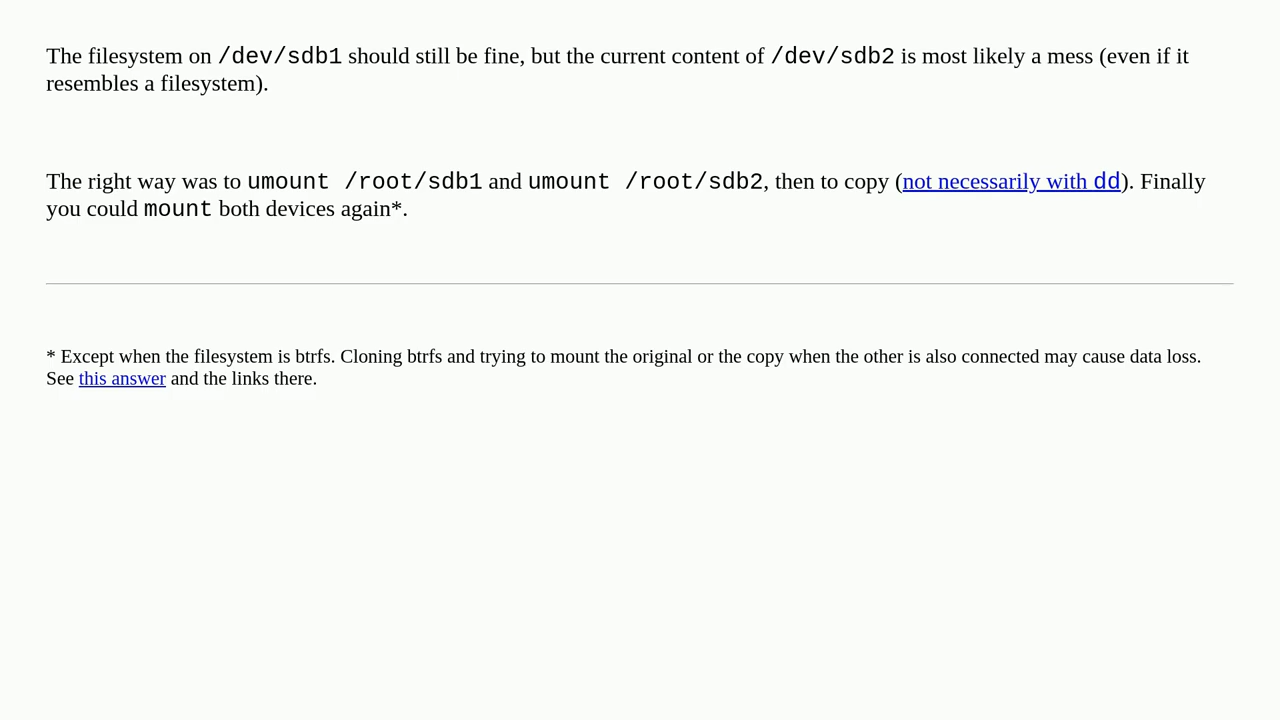 The filesystem on /dev/sdb1 should still be fine, but the current content of /dev/sdb2 is most likely a mess (even if it
resembles a filesystem).
The right way was to umount /root/sdb1 and umount /root/sdb2, then to copy (not necessarily with dd). Finally
you could mount both devices again*.
* Except when the filesystem is btrfs. Cloning btrfs and trying to mount the original or the copy when the other is also connected may cause data loss.
See this answer and the links there.